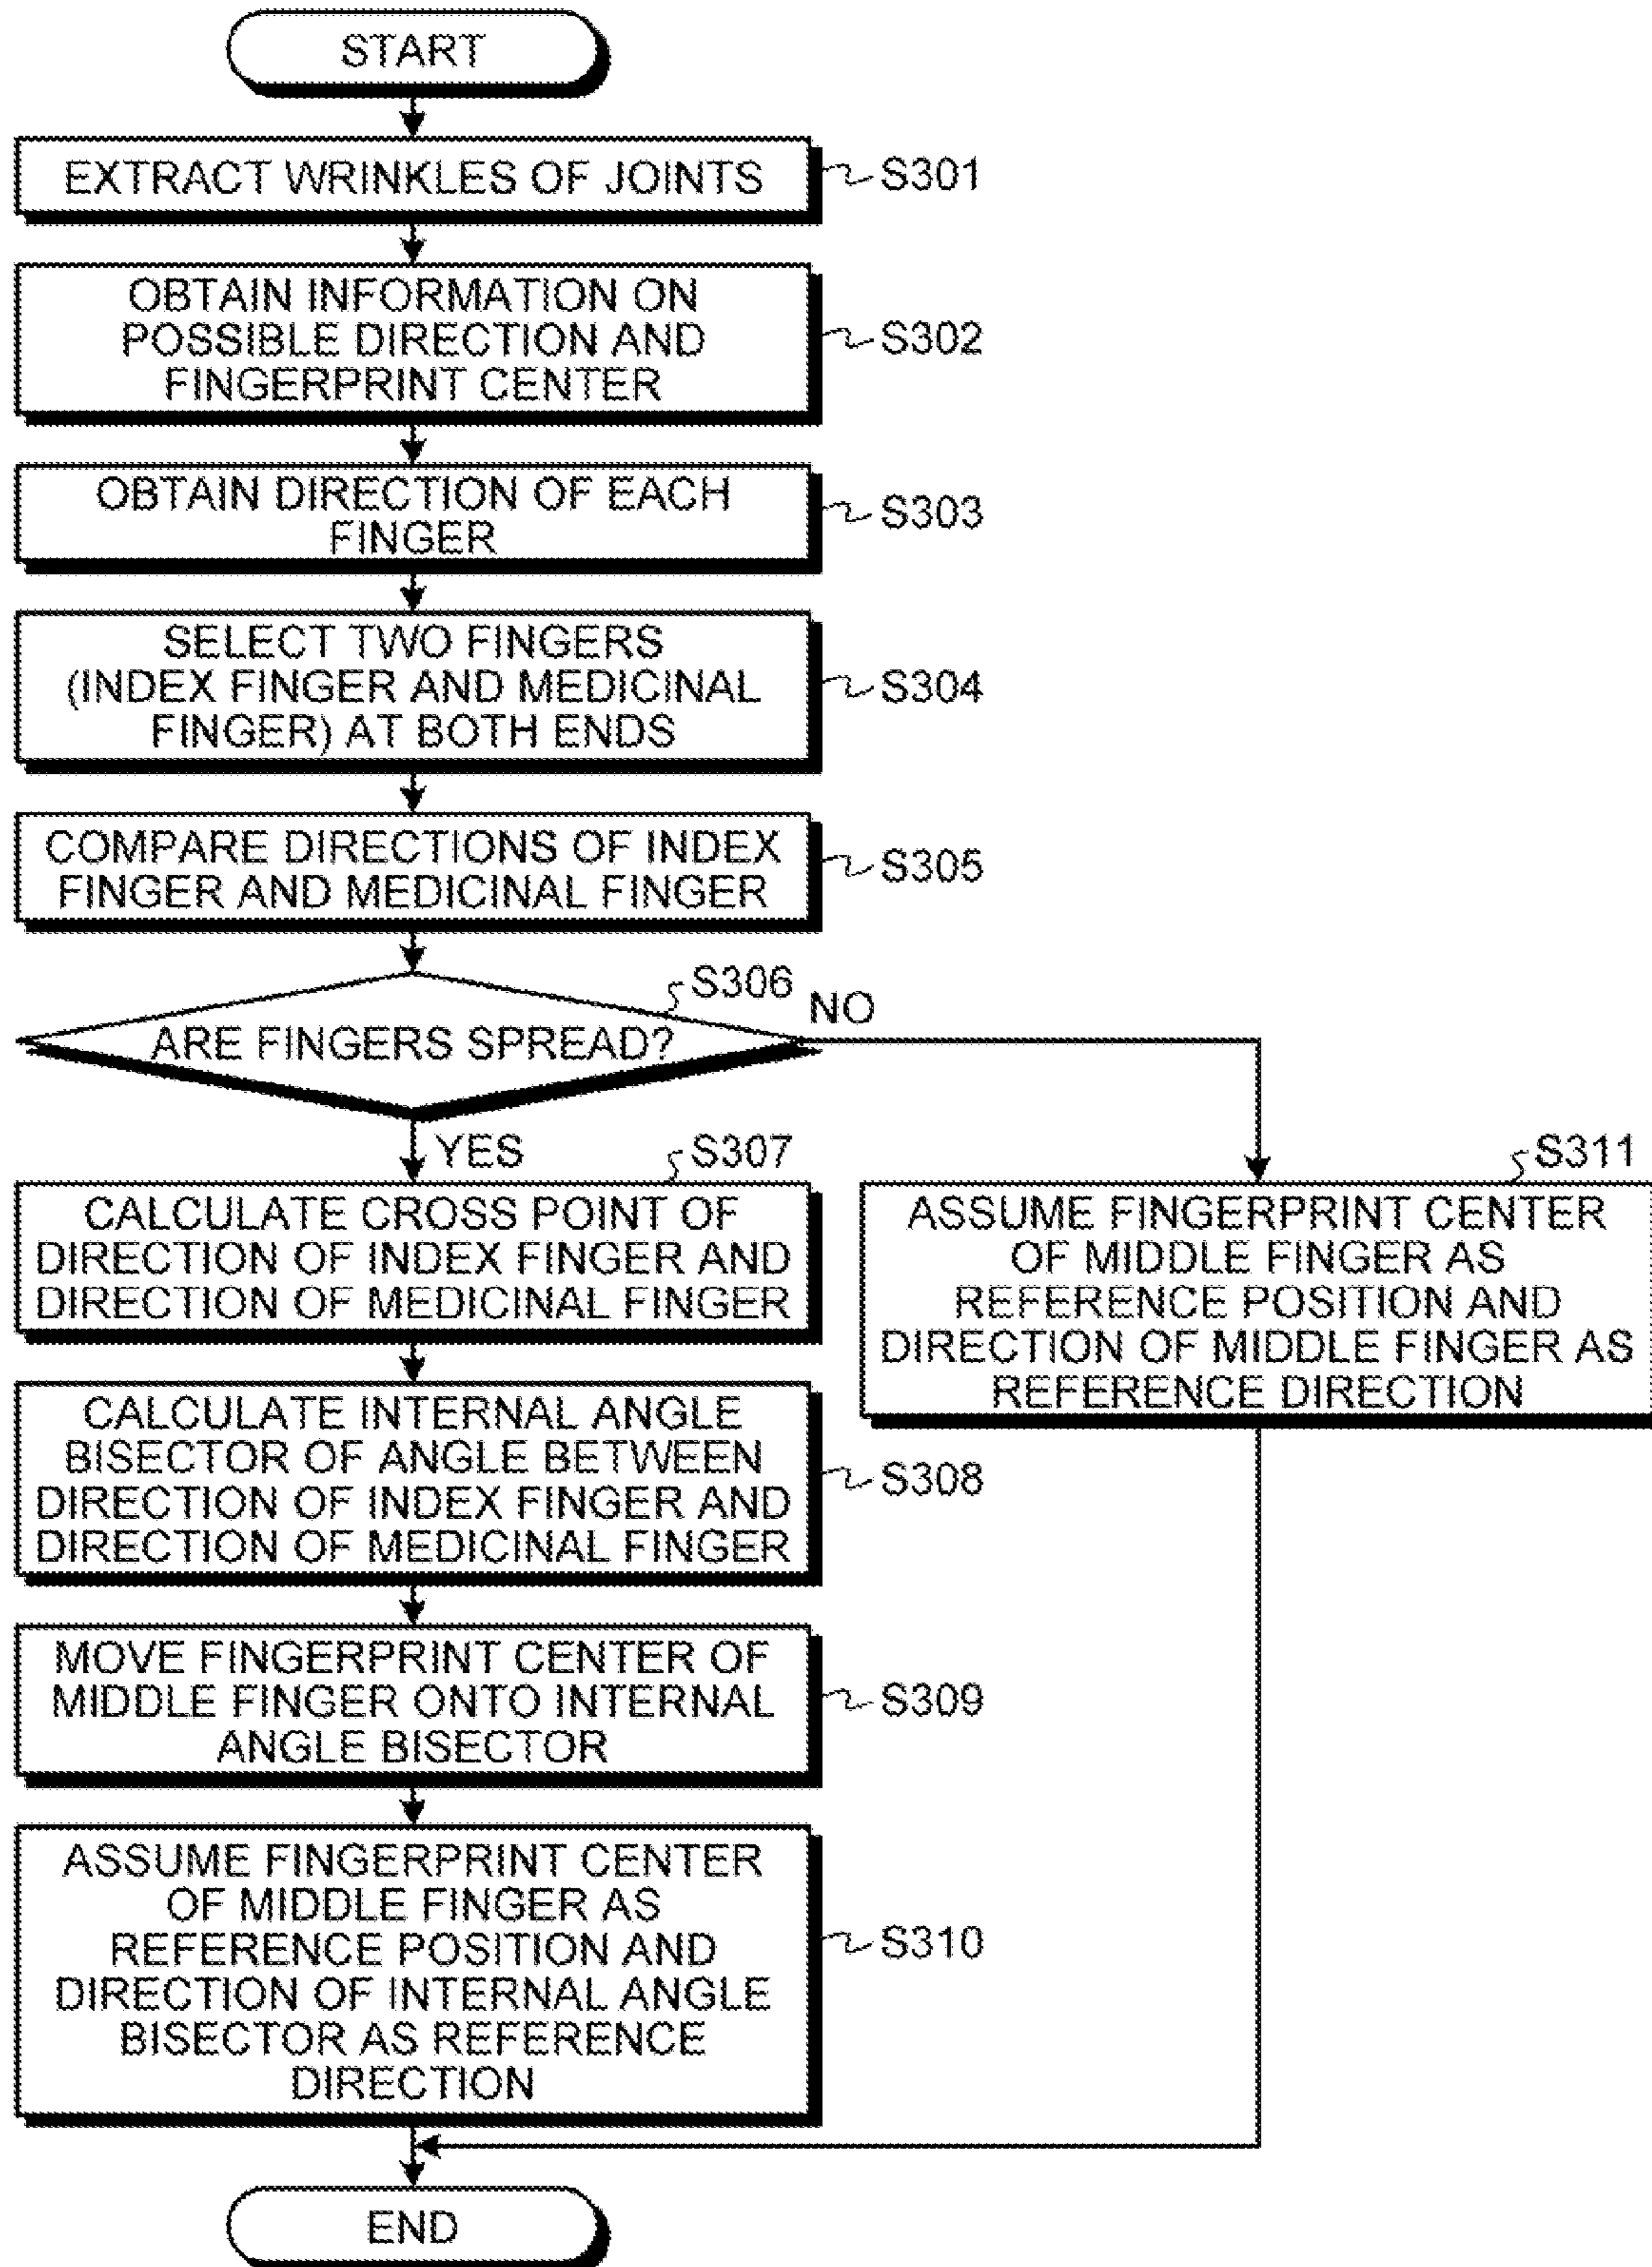 START
EXTRACT WRINKLES OF JOINTS
S301
OBTAIN INFORMATION ON
POSSIBLE DIRECTION AND
FINGERPRINT CENTER
S302
OBTAIN DIRECTION OF EACH
FINGER
S303
SELECT TWO FINGERS
(INDEX FINGER AND MEDICINAL
FINGER) AT BOTH ENDS
S304
COMPARE DIRECTIONS OF INDEX
FINGER AND MEDICINAL FINGER
S305
S306
ARE FINGERS SPREAD?
NO
YES
S307
CALCULATE CROSS POINT OF
DIRECTION OF INDEX FINGER AND
DIRECTION OF MEDICINAL FINGER
S311
ASSUME FINGERPRINT CENTER
OF MIDDLE FINGER AS
REFERENCE POSITION AND
DIRECTION OF MIDDLE FINGER AS
REFERENCE DIRECTION
CALCULATE INTERNAL ANGLE
BISECTOR OF ANGLE BETWEEN
DIRECTION OF INDEX FINGER AND
DIRECTION OF MEDICINAL FINGER
S308
MOVE FINGERPRINT CENTER OF
MIDDLE FINGER ONTO INTERNAL
ANGLE BISECTOR
S309
ASSUME FINGERPRINT CENTER
OF MIDDLE FINGER AS
REFERENCE POSITION AND
DIRECTION OF INTERNAL ANGLE
BISECTOR AS REFERENCE
DIRECTION
S310
END